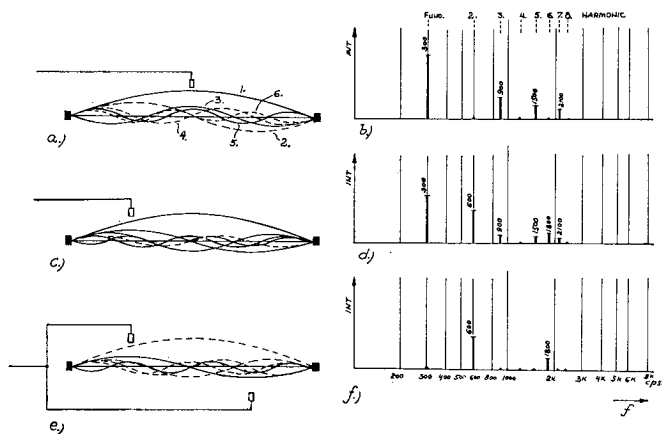 FUND. 2. 3. 4. 5. 6. 7. 8. HARMONIC
1.
6.
3.
4.
5.
2.
a.)
INT
300
900
1500
2100
b.)
c.)
INT
300
600
900
1500
1800
2100
d.)
e.)
INT
600
1800
200 300 400 500 600 800 1000 2K 3K 4K 5K 6K 8K
cps.
f.)
f